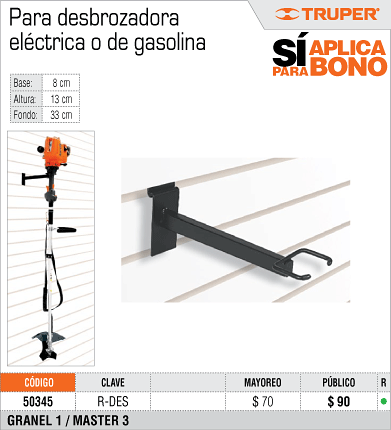 Para desbrozadora
eléctrica o de gasolina
TRUPER
SÍ APLICA
PARA BONO
Base: 8 cm
Altura: 13 cm
Fondo: 33 cm
CÓDIGO CLAVE MAYOREO PÚBLICO R
50345 R-DES $ 70 $ 90
GRANEL 1 / MASTER 3